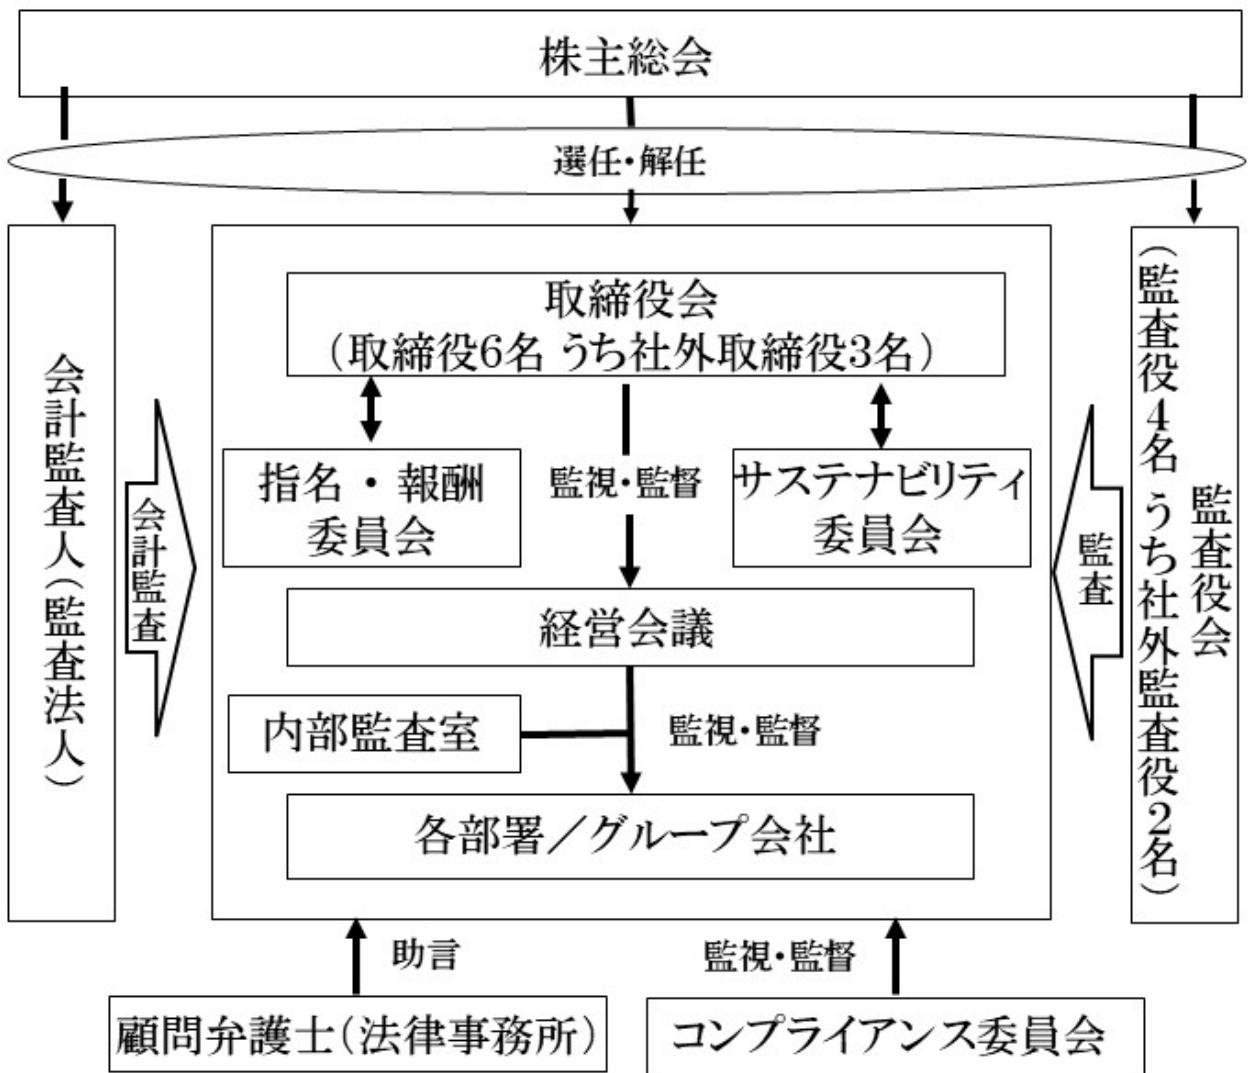 株主総会
選任・解任
取締役会
（取締役6名 うち社外取締役3名）
指名・報酬
委員会
監視・監督
サステナビリティ
委員会
経営会議
内部監査室
監視・監督
各部署／グループ会社
会計監査人（監査法人）
会計監査
監査
監査役会
（監査役4名 うち社外監査役2名）
助言
監視・監督
顧問弁護士（法律事務所）
コンプライアンス委員会